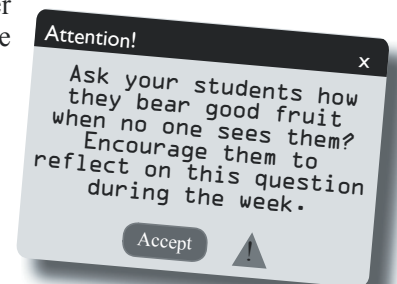 er
e
Attention!
x
Ask your students how
they bear good fruit
when no one sees them?
Encourage them to
reflect on this question
during the week.
Accept
!